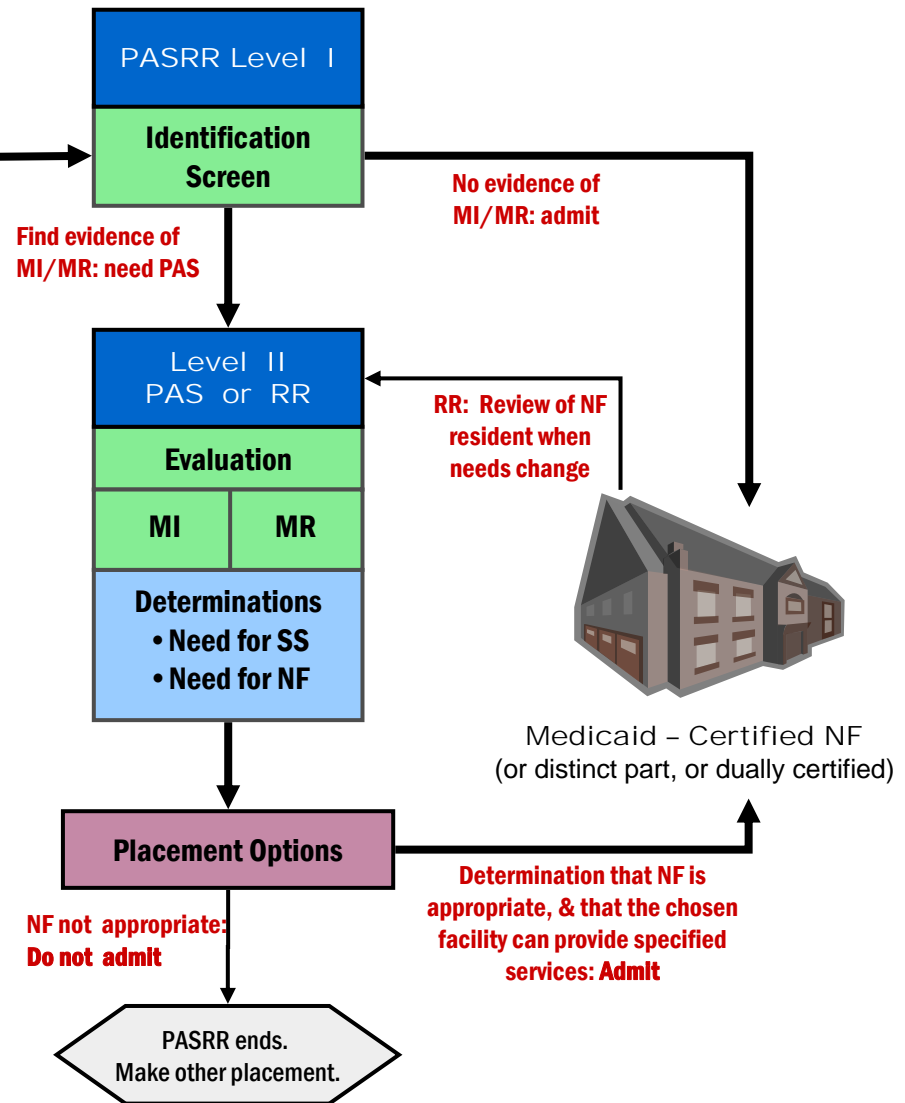 PASRR Level I
Identification
Screen
No evidence of
MI/MR: admit
Find evidence of
MI/MR: need PAS
Level II
PAS or RR
RR: Review of NF
resident when
needs change
Evaluation
MI
MR
Determinations
• Need for SS
• Need for NF
Medicaid – Certified NF
(or distinct part, or dually certified)
Placement Options
Determination that NF is
appropriate, & that the chosen
facility can provide specified
services: Admit
NF not appropriate:
Do not admit
PASRR ends.
Make other placement.